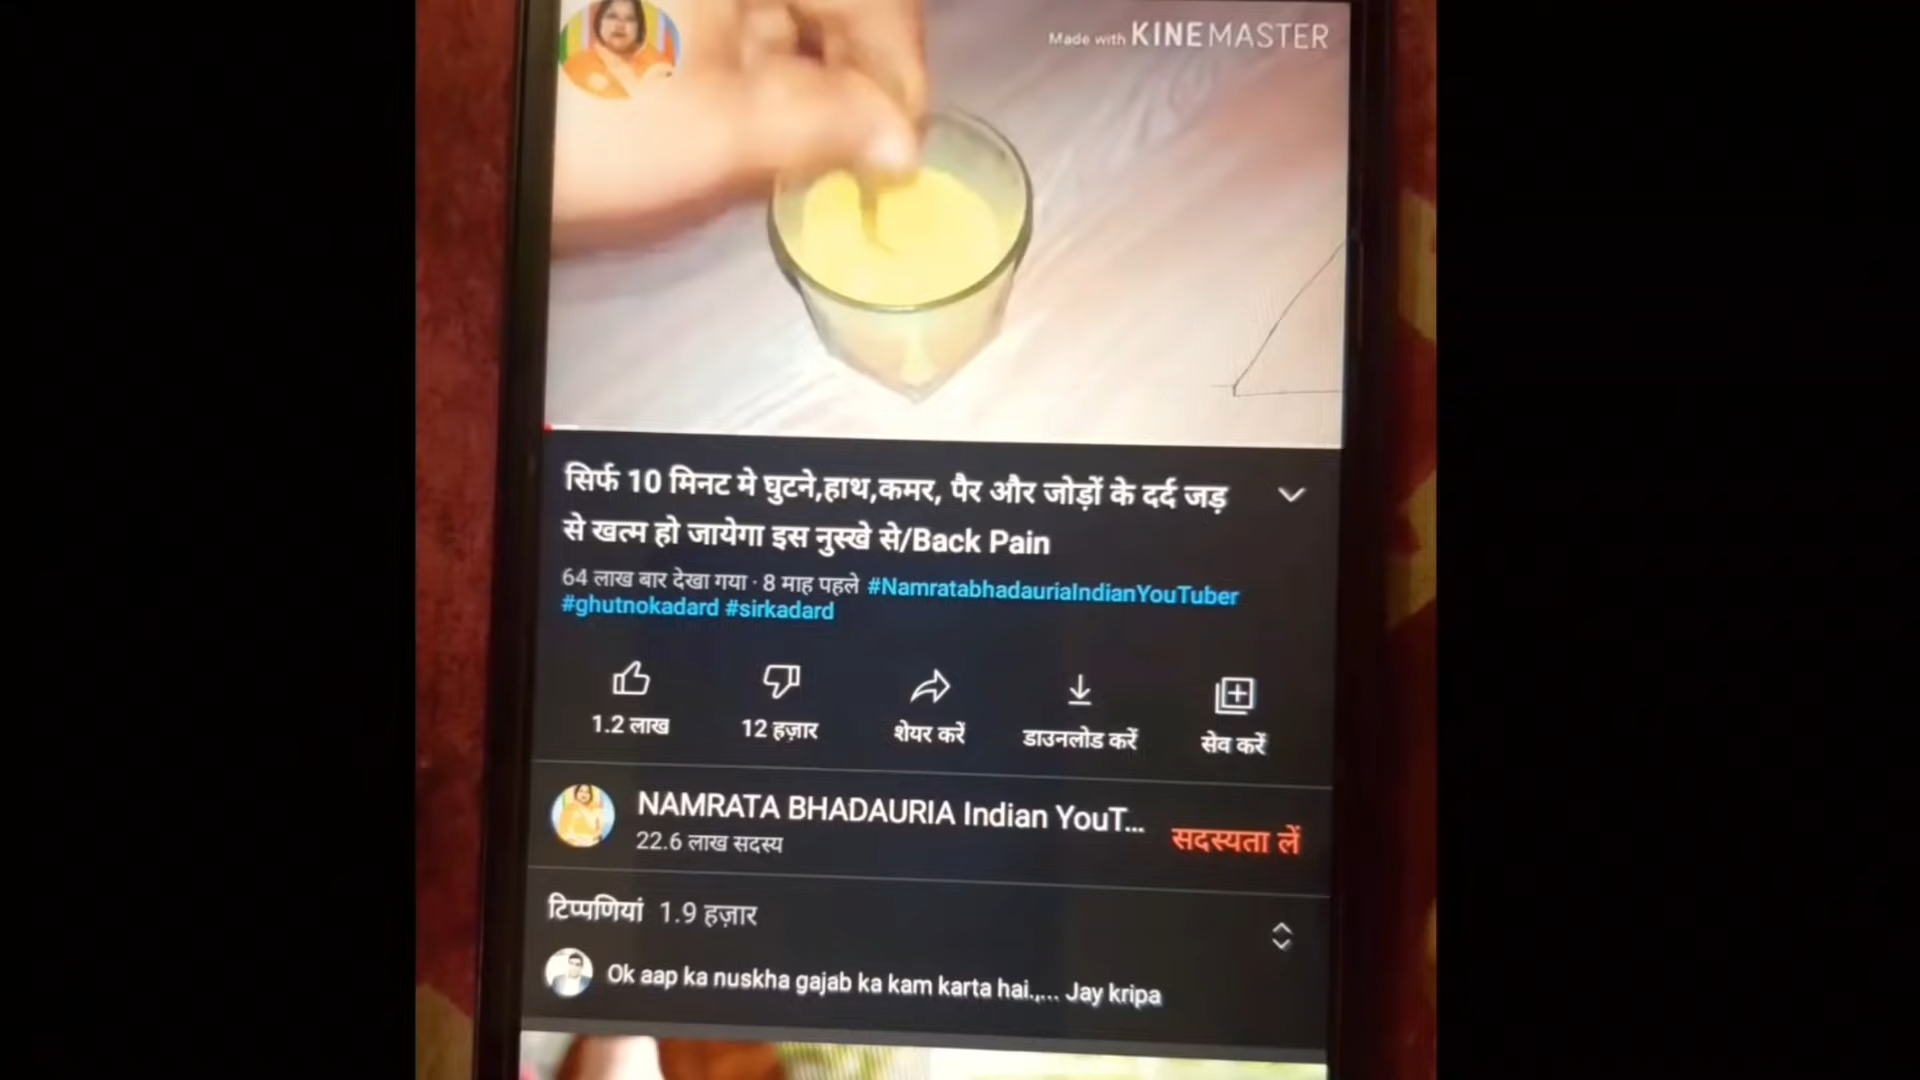 Made with KINEMASTER
सिर्फ 10 मिनट मे घुटने,हाथ,कमर, पैर और जोड़ों के दर्द जड़
से खत्म हो जायेगा इस नुस्खे से/Back Pain
64 लाख बार देखा गया · 8 माह पहले #NamratabhadauriaIndianYouTuber
#ghutnokadard #sirkadard
1.2 लाख 12 हज़ार शेयर करें डाउनलोड करें सेव करें
NAMRATA BHADAURIA Indian YouT...
22.6 लाख सदस्य
सदस्यता लें
टिप्पणियां 1.9 हज़ार
Ok aap ka nuskha gajab ka kam karta hai.,... Jay kripa